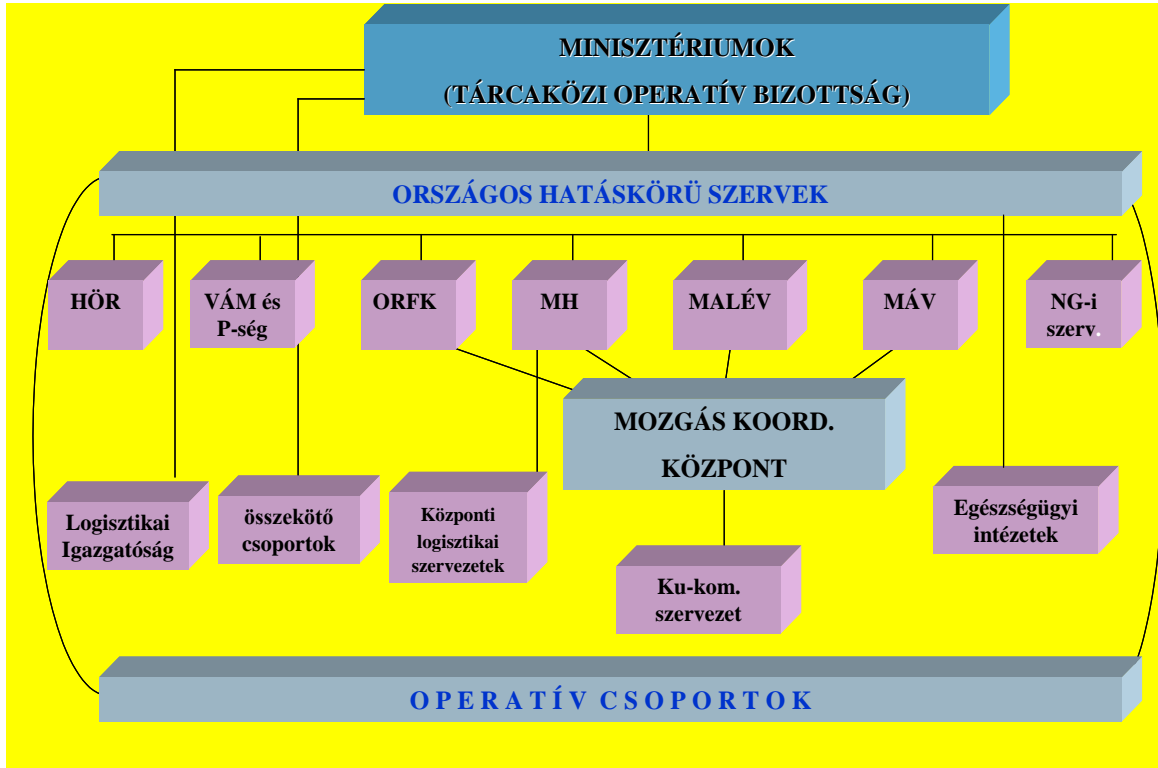 MINISZTÉRIUMOK
(TÁRCAKÖZI OPERATÍV BIZOTTSÁG)
ORSZÁGOS HATÁSKÖRÜ SZERVEK
HÖR
VÁM és
P-ség
ORFK
MH
MALÉV
MÁV
NG-i
szerv.
MOZGÁS KOORD.
KÖZPONT
Logisztikai
Igazgatóság
összekötő
csoportok
Központi
logisztikai
szervezetek
Ku-kom.
szervezet
Egészségügyi
intézetek
O P E R A T Í V C S O P O R T O K